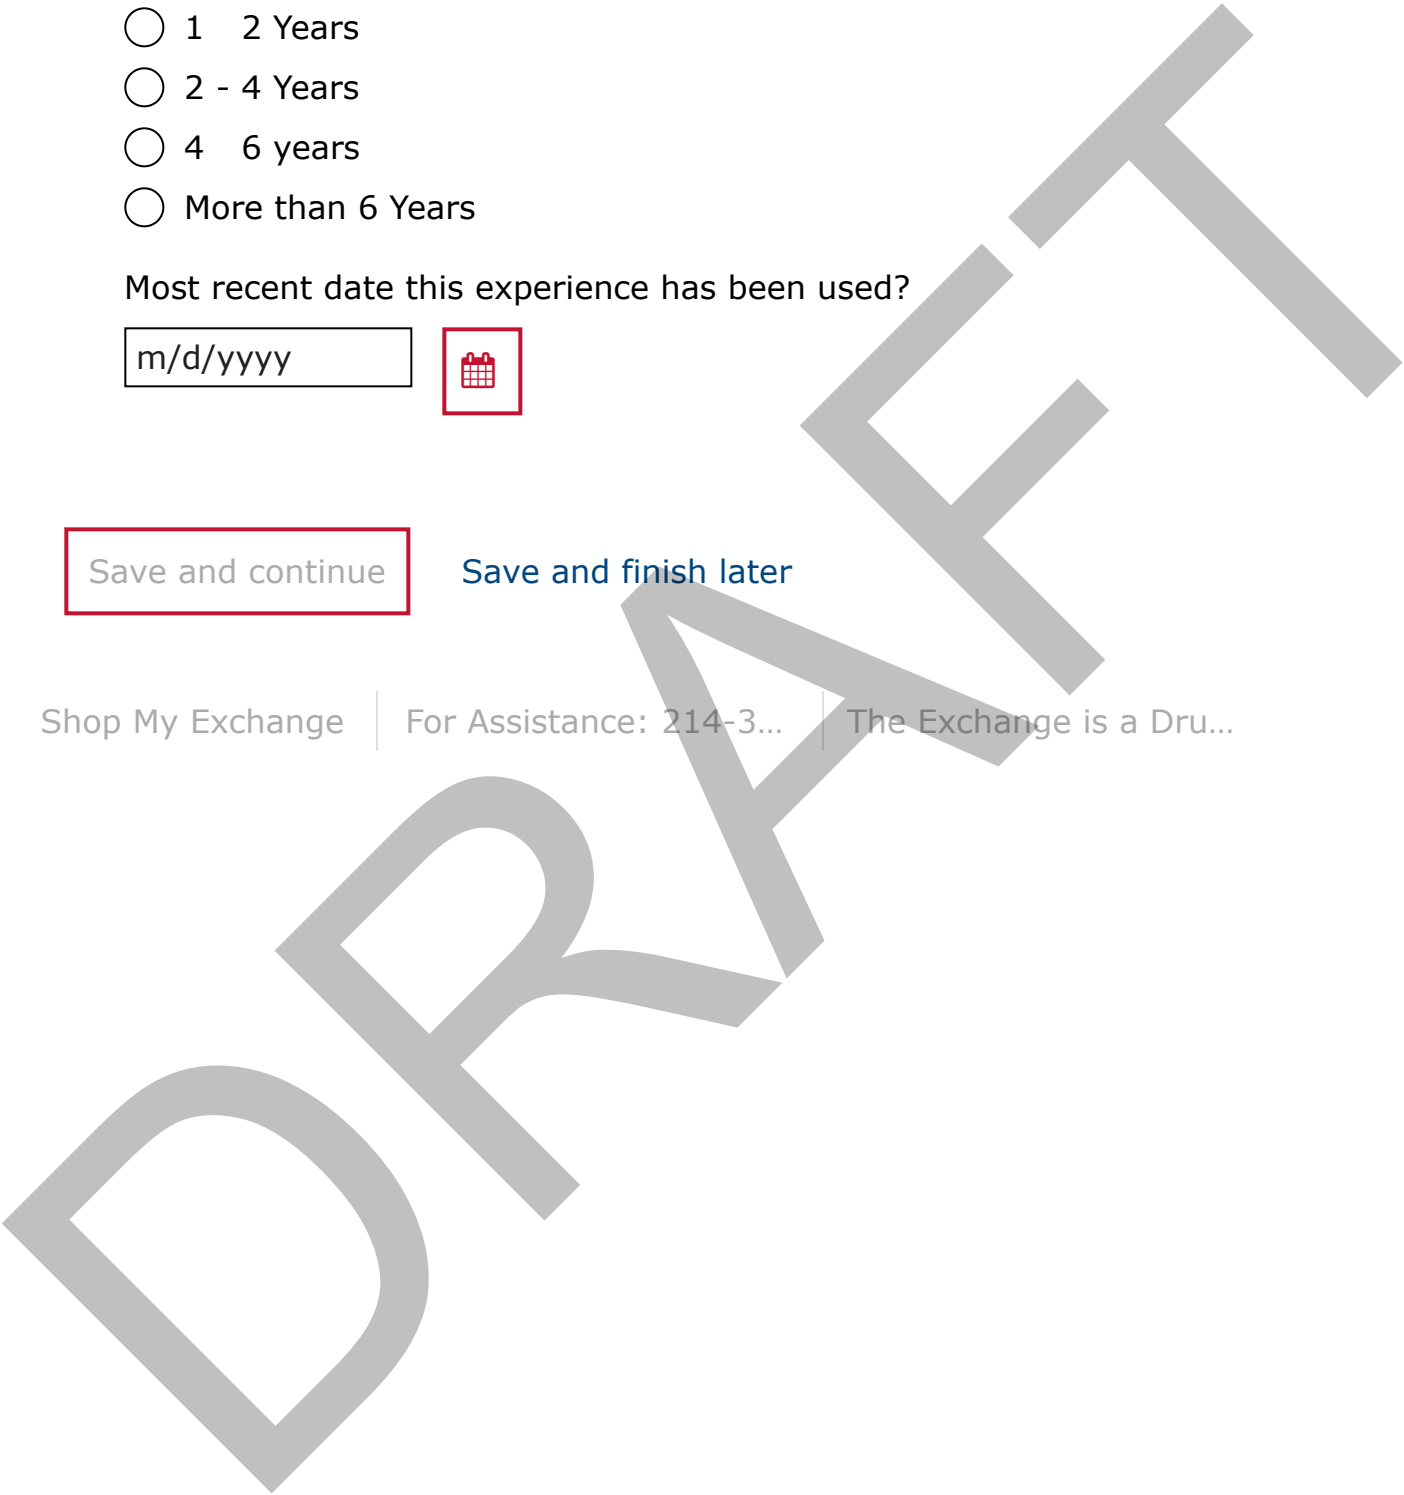 1   2 Years
2 - 4 Years
4   6 years
More than 6 Years
Most recent date this experience has been used?
m/d/yyyy
Save and continue   Save and finish later
Shop My Exchange   For Assistance: 214-3...   The Exchange is a Dru...
DRAFT